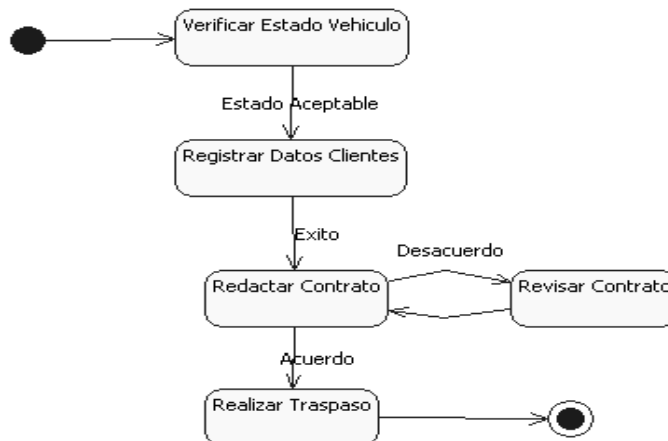 Verificar Estado Vehiculo
Estado Aceptable
Registrar Datos Clientes
Exito
Desacuerdo
Redactar Contrato
Revisar Contrato
Acuerdo
Realizar Traspaso